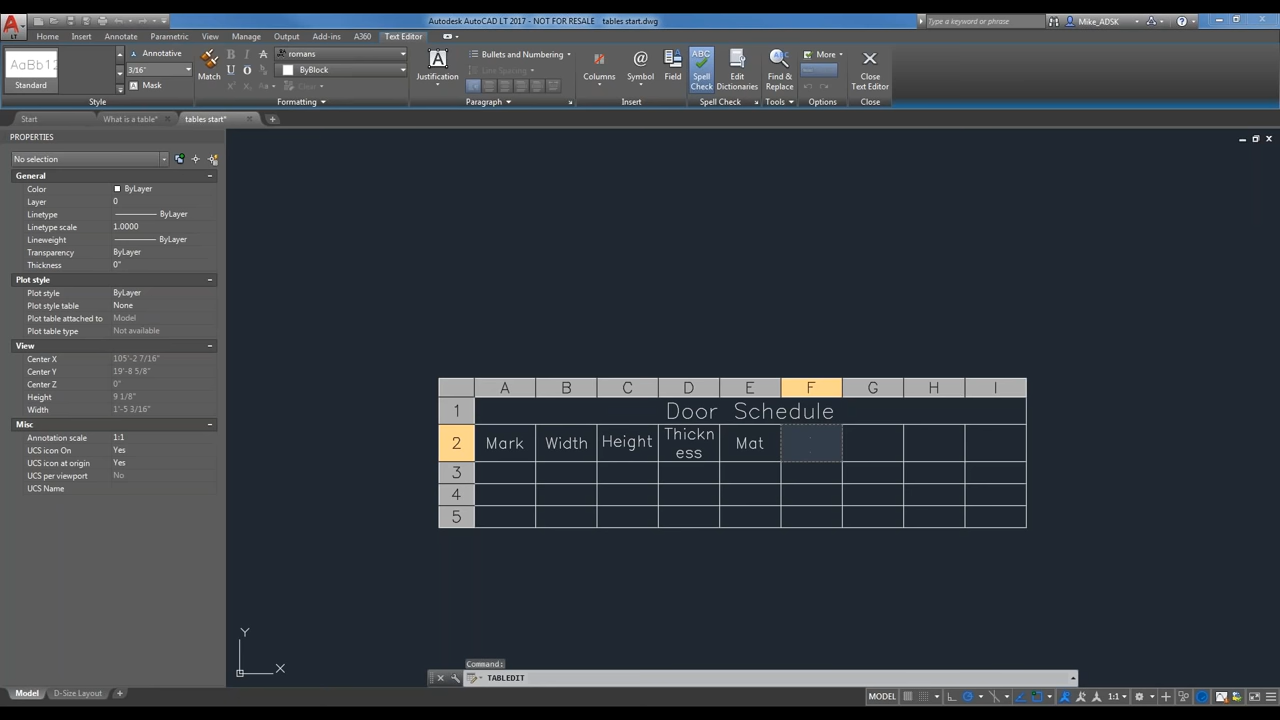 Autodesk AutoCAD LT 2017 - NOT FOR RESALE tables start.dwg
Type a keyword or phrase
Mike_ADSK
Home Insert Annotate Parametric View Manage Output Add-ins A360 Text Editor
AaBb12
Standard
Annotative
3/16"
Mask
Style
Match
romans
ByBlock
Clear
Formatting
Justification
Bullets and Numbering
Line Spacing
Paragraph
Columns
Symbol
Field
Insert
ABC
Spell
Check
Edit
Dictionaries
Spell Check
Find &
Replace
Tools
More
Options
Close
Text Editor
Close
Start What is a table* tables start*
PROPERTIES
No selection
General
Color ByLayer
Layer 0
Linetype ByLayer
Linetype scale 1.0000
Lineweight ByLayer
Transparency ByLayer
Thickness 0"
Plot style
Plot style ByLayer
Plot style table None
Plot table attached to Model
Plot table type Not available
View
Center X 105'-2 7/16"
Center Y 19'-8 5/8"
Center Z 0"
Height 9 1/8"
Width 1'-5 3/16"
Misc
Annotation scale 1:1
UCS icon On Yes
UCS icon at origin Yes
UCS per viewport No
UCS Name
A B C D E F G H I
1 Door Schedule
2 Mark Width Height Thickn
ess Mat
3
4
5
Y
X
Command:
TABLEDIT
Model D-Size Layout
MODEL 1:1